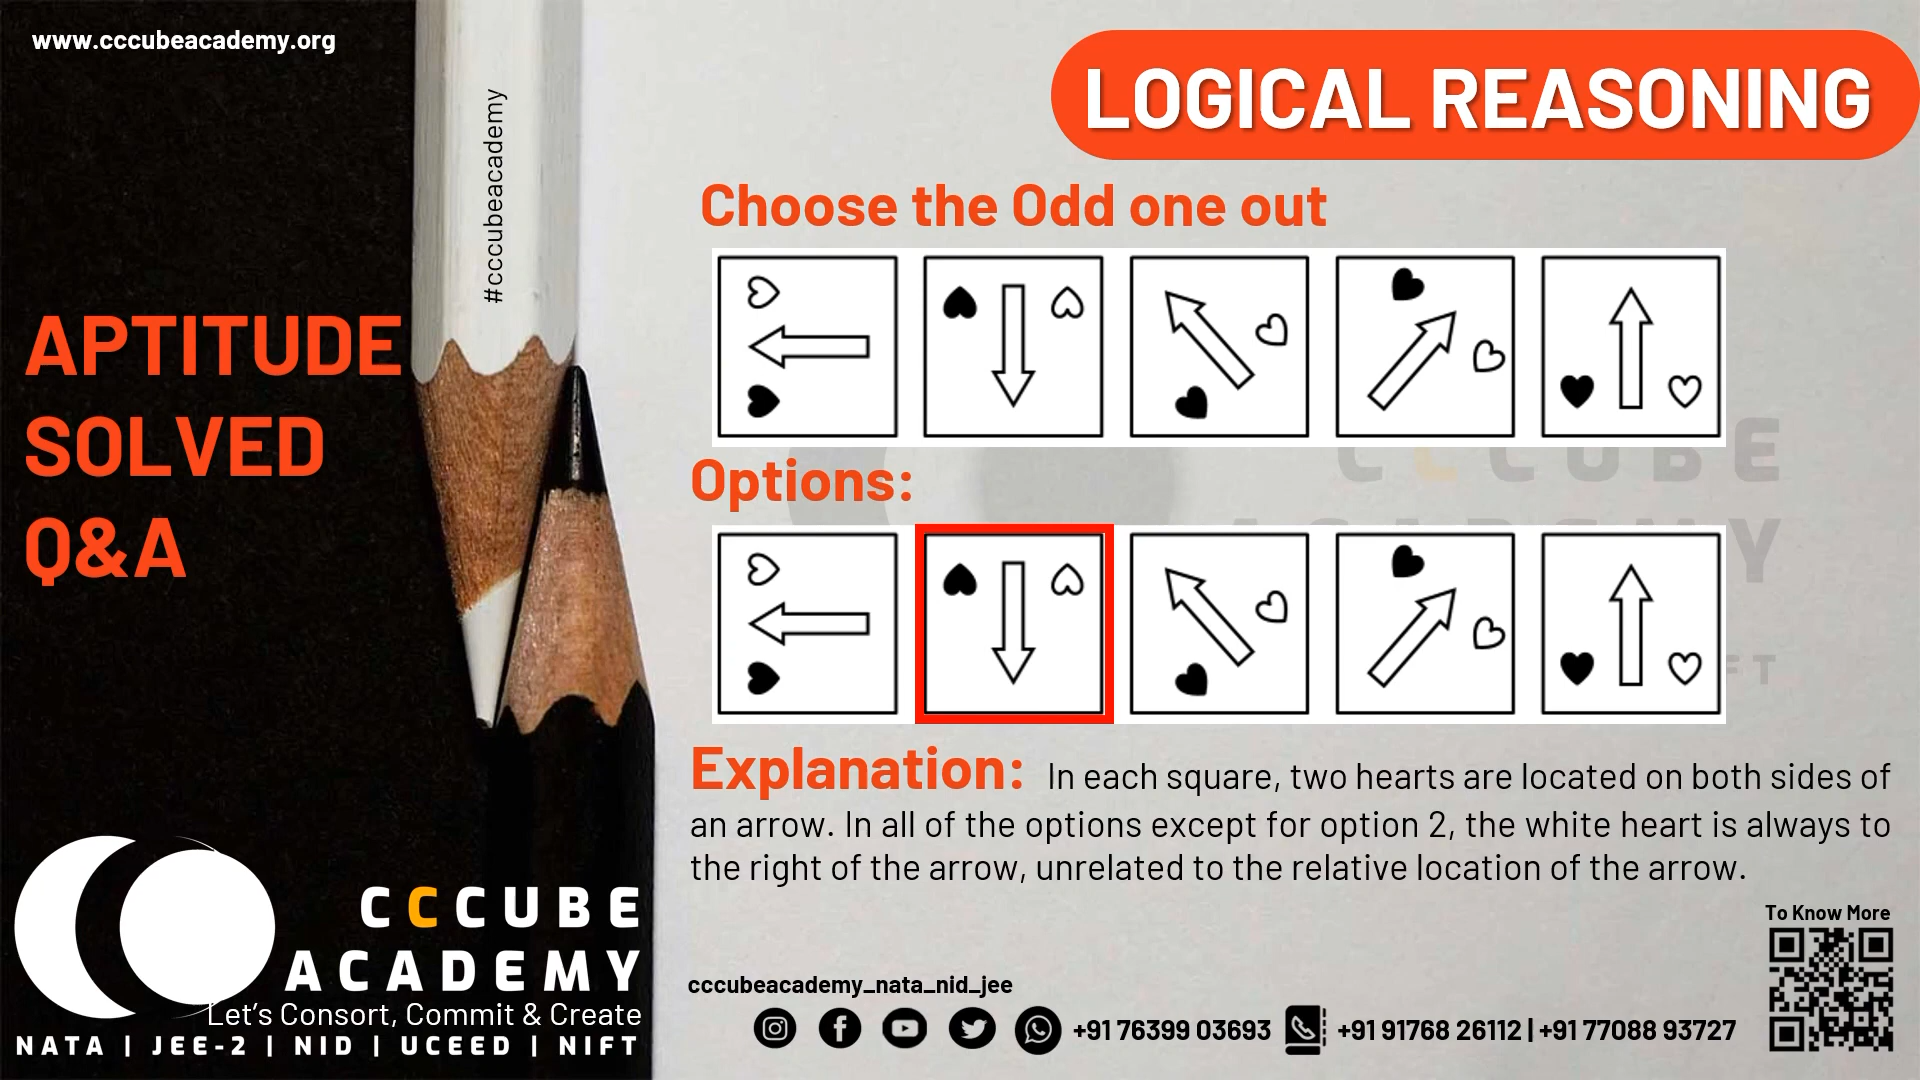 www.cccubeacademy.org
#cccubeacademy
LOGICAL REASONING
APTITUDE
SOLVED
Q&A
Choose the Odd one out
Options:
Explanation: In each square, two hearts are located on both sides of
an arrow. In all of the options except for option 2, the white heart is always to
the right of the arrow, unrelated to the relative location of the arrow.
CCCUBE
ACADEMY
Let's Consort, Commit & Create
NATA | JEE-2 | NID | UCEED | NIFT
To Know More
cccubeacademy_nata_nid_jee
+91 76399 03693
+91 91768 26112 | +91 77088 93727